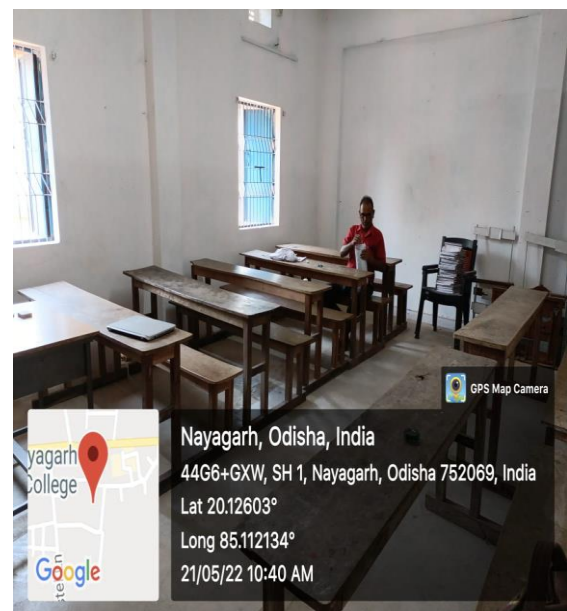 GPS Map Camera
yagarh
College
Google
Nayagarh, Odisha, India
44G6+GXW, SH 1, Nayagarh, Odisha 752069, India
Lat 20.12603°
Long 85.112134°
21/05/22 10:40 AM